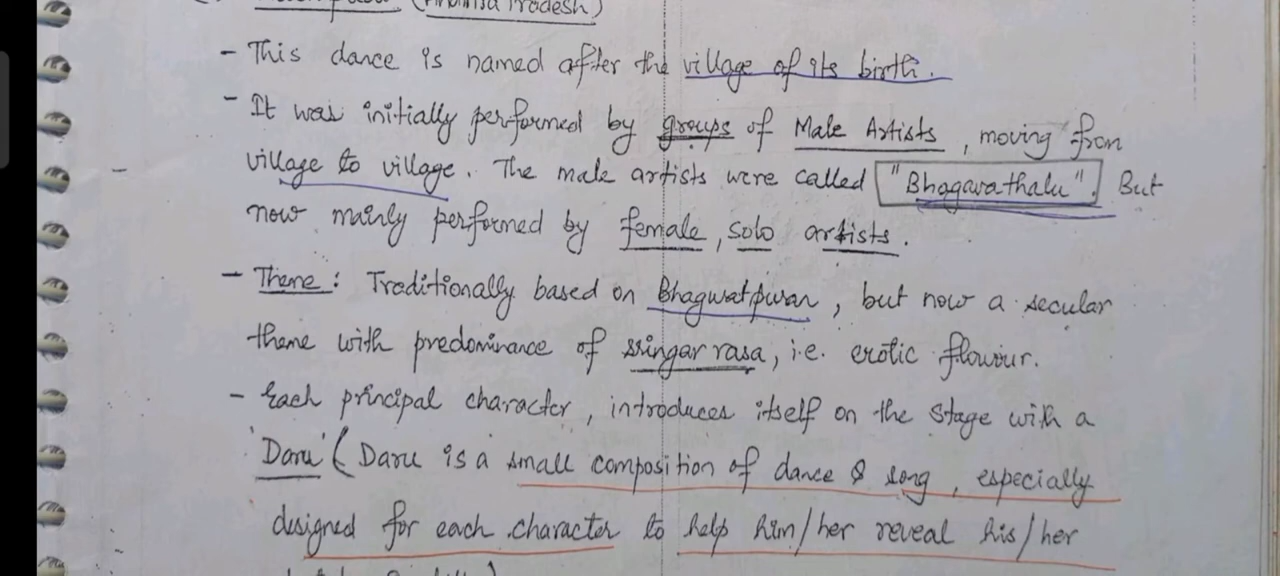 (Andhra Pradesh)
- This dance is named after the village of its birth.
- It was initially performed by groups of Male Artists, moving from
village to village. The male artists were called "Bhagavathalu". But
now mainly performed by female, solo artists.
- Theme: Traditionally based on Bhagwatpuran, but now a secular
theme with predominance of sringar rasa, i.e. erotic flavour.
- Each principal character, introduces itself on the stage with a
'Daru' (Daru is a small composition of dance & song, especially
designed for each character to help him/her reveal his/her